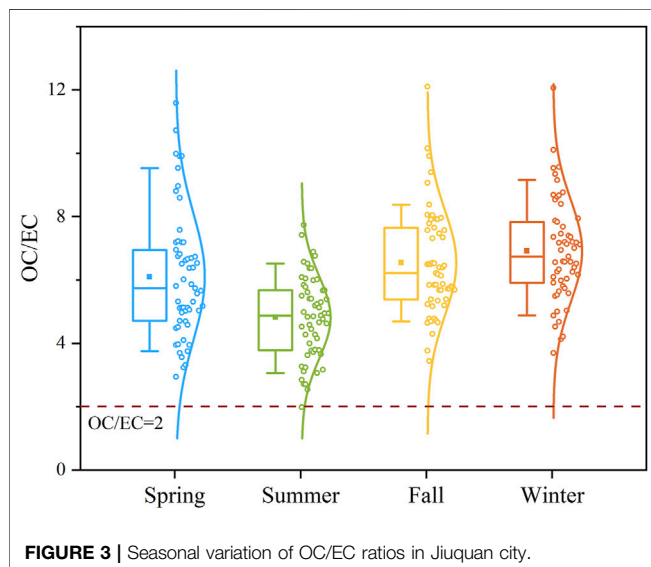 12
8
4
0
OC/EC
OC/EC=2
Spring Summer Fall Winter
FIGURE 3 | Seasonal variation of OC/EC ratios in Jiuquan city.